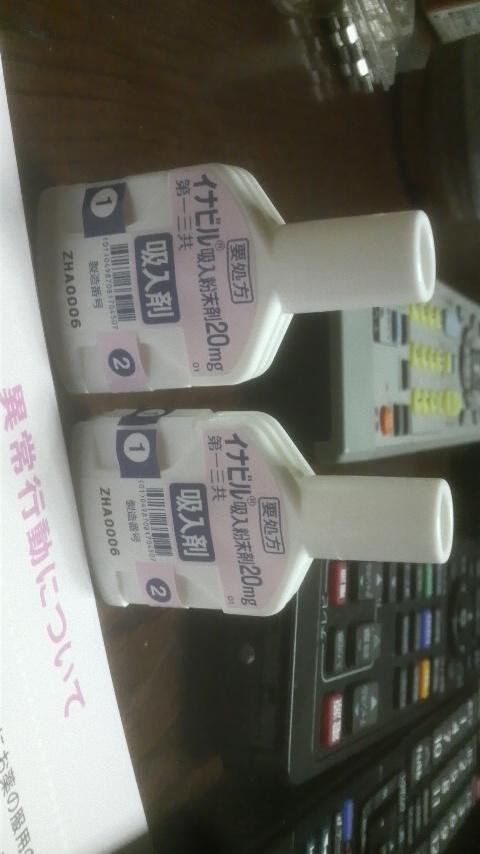 要処方
イナビル®吸入粉末剤20mg
第一三共
01
吸入剤
製造番号
1
2
ZHA0006
要処方
イナビル®吸入粉末剤20mg
第一三共
01
吸入剤
製造番号
1
2
ZHA0006
異常行動について